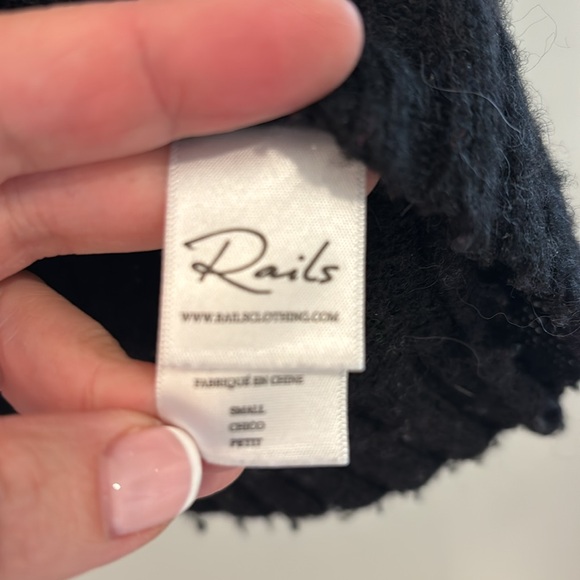 Rails
WWW.RAILSCLOTHING.COM
FABRIQUÉ EN CHINE
SMALL
CHICO
PETIT